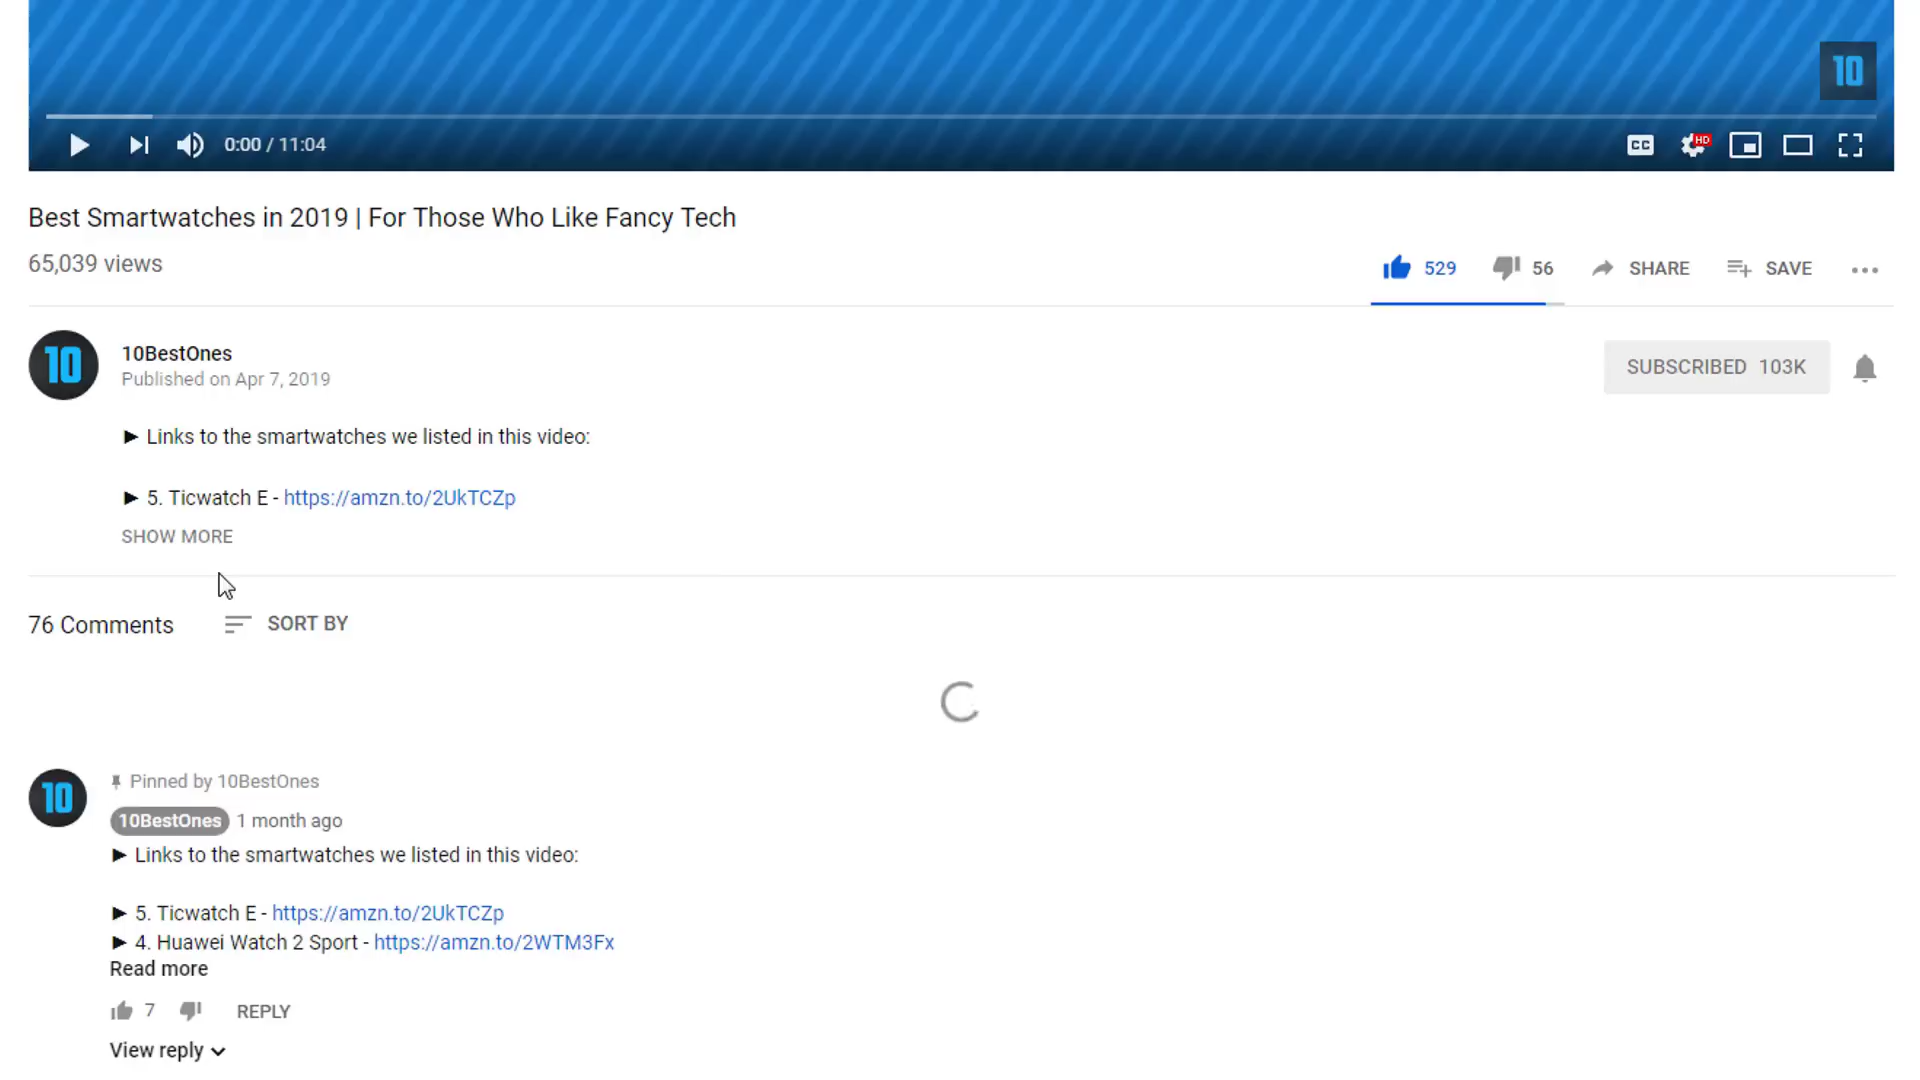 10
0:00 / 11:04
CC
HD
Best Smartwatches in 2019 | For Those Who Like Fancy Tech
65,039 views
529
56
SHARE
SAVE
10
10BestOnes
Published on Apr 7, 2019
SUBSCRIBED 103K
► Links to the smartwatches we listed in this video:
► 5. Ticwatch E - https://amzn.to/2UkTCZp
SHOW MORE
76 Comments
SORT BY
10
Pinned by 10BestOnes
10BestOnes 1 month ago
► Links to the smartwatches we listed in this video:
► 5. Ticwatch E - https://amzn.to/2UkTCZp
► 4. Huawei Watch 2 Sport - https://amzn.to/2WTM3Fx
Read more
7
REPLY
View reply